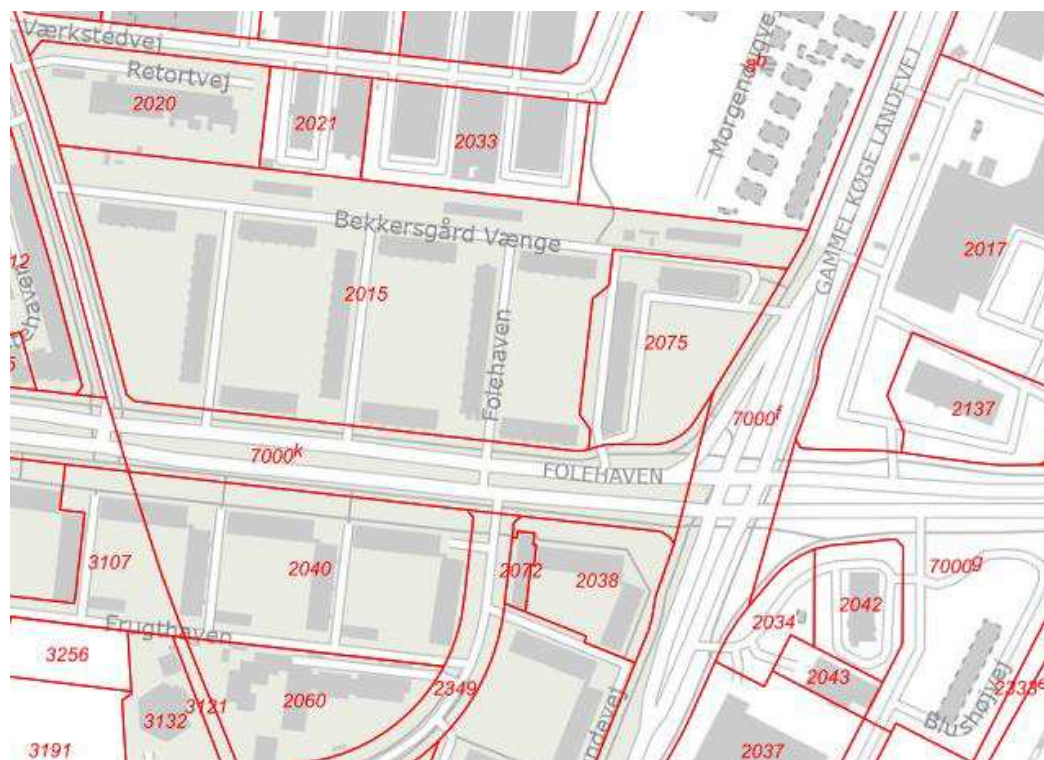 Værkstedvej
Retortvej
2020
2021
2033
Morgendugvej
eb
GAMMEL KØGE LANDEVEJ
Bekkersgård Vænge
2017
2015
2075
Folehaven
2137
7000f
7000k
FOLEHAVEN
3107
2040
2072
2038
7000g
2042
2034
Frugthaven
3256
2043
2349
3121
2060
3132
Blushøjvej
3191
2037